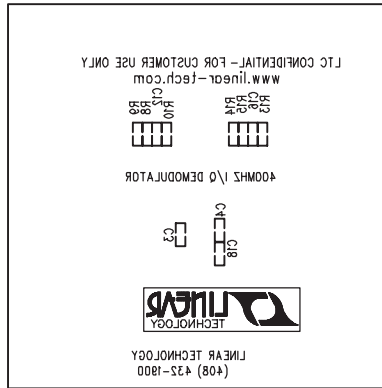 LTC CONFIDENTIAL-FOR CUSTOMER USE ONLY
www.linear-tech.com
R13
C16
R15
R14
R10
C12
R8
R9
400MHZ I/Q DEMODULATOR
C4
C18
C3
LINEAR
TECHNOLOGY
LINEAR TECHNOLOGY
(408) 432-1900